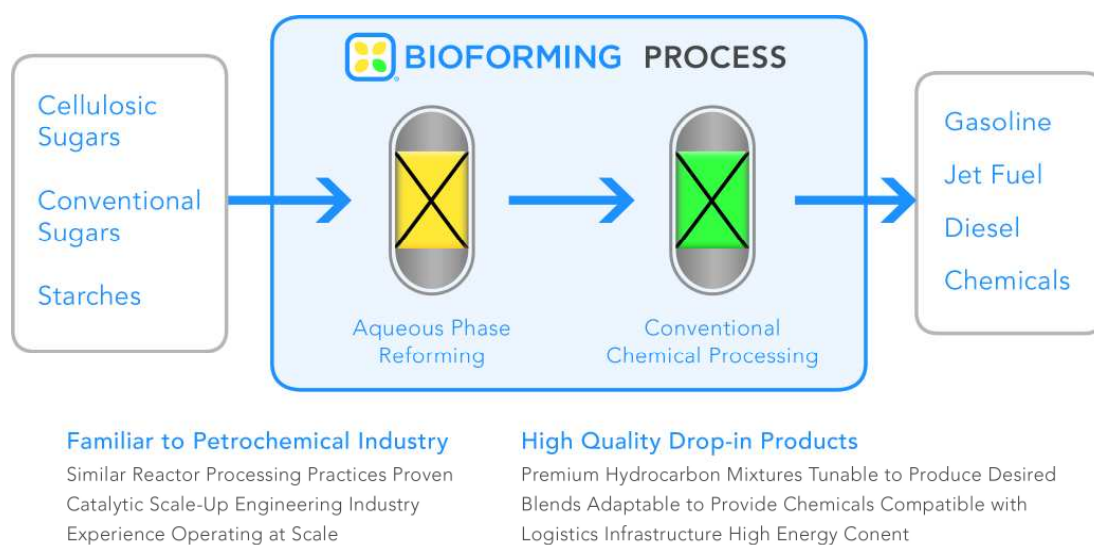 BIOFORMING PROCESS
Cellulosic
Sugars
Conventional
Sugars
Starches
Aqueous Phase
Reforming
Conventional
Chemical Processing
Gasoline
Jet Fuel
Diesel
Chemicals
Familiar to Petrochemical Industry
Similar Reactor Processing Practices Proven
Catalytic Scale-Up Engineering Industry
Experience Operating at Scale
High Quality Drop-in Products
Premium Hydrocarbon Mixtures Tunable to Produce Desired
Blends Adaptable to Provide Chemicals Compatible with
Logistics Infrastructure High Energy Conent